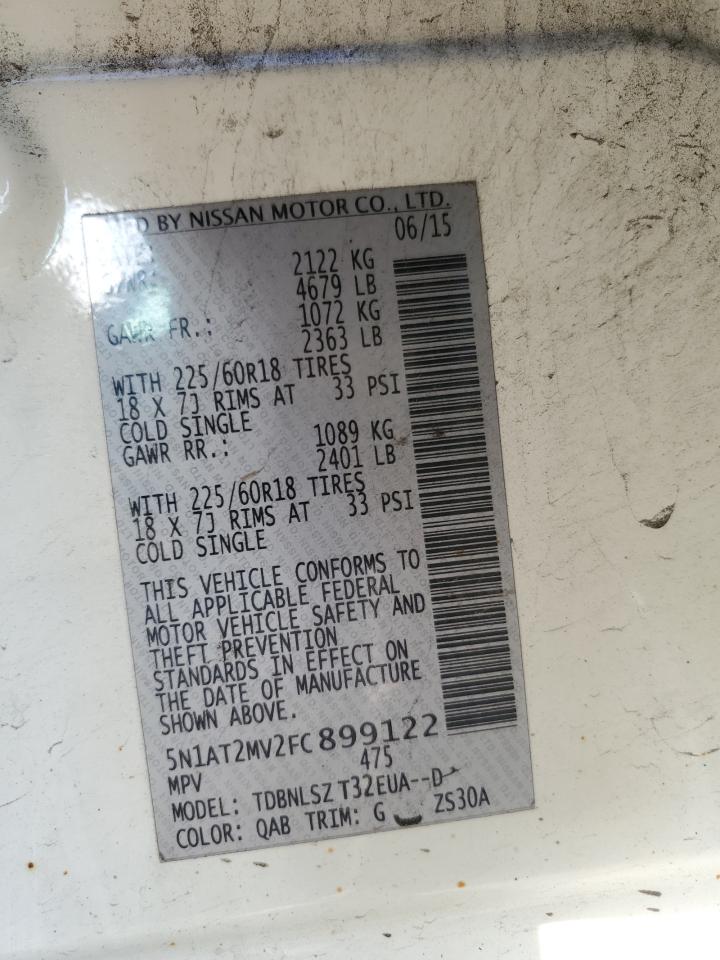 D BY NISSAN MOTOR CO., LTD.
06/15
2122 KG
4679 LB
GAWR FR.: 1072 KG
2363 LB
WITH 225/60R18 TIRES
18 X 7J RIMS AT 33 PSI
COLD SINGLE
GAWR RR.: 1089 KG
2401 LB
WITH 225/60R18 TIRES
18 X 7J RIMS AT 33 PSI
COLD SINGLE
THIS VEHICLE CONFORMS TO
ALL APPLICABLE FEDERAL
MOTOR VEHICLE SAFETY AND
THEFT PREVENTION
STANDARDS IN EFFECT ON
THE DATE OF MANUFACTURE
SHOWN ABOVE.
5N1AT2MV2FC899122
MPV 475
MODEL: TDBNLSZ T32EUA--D
COLOR: QAB TRIM: G ZS30A